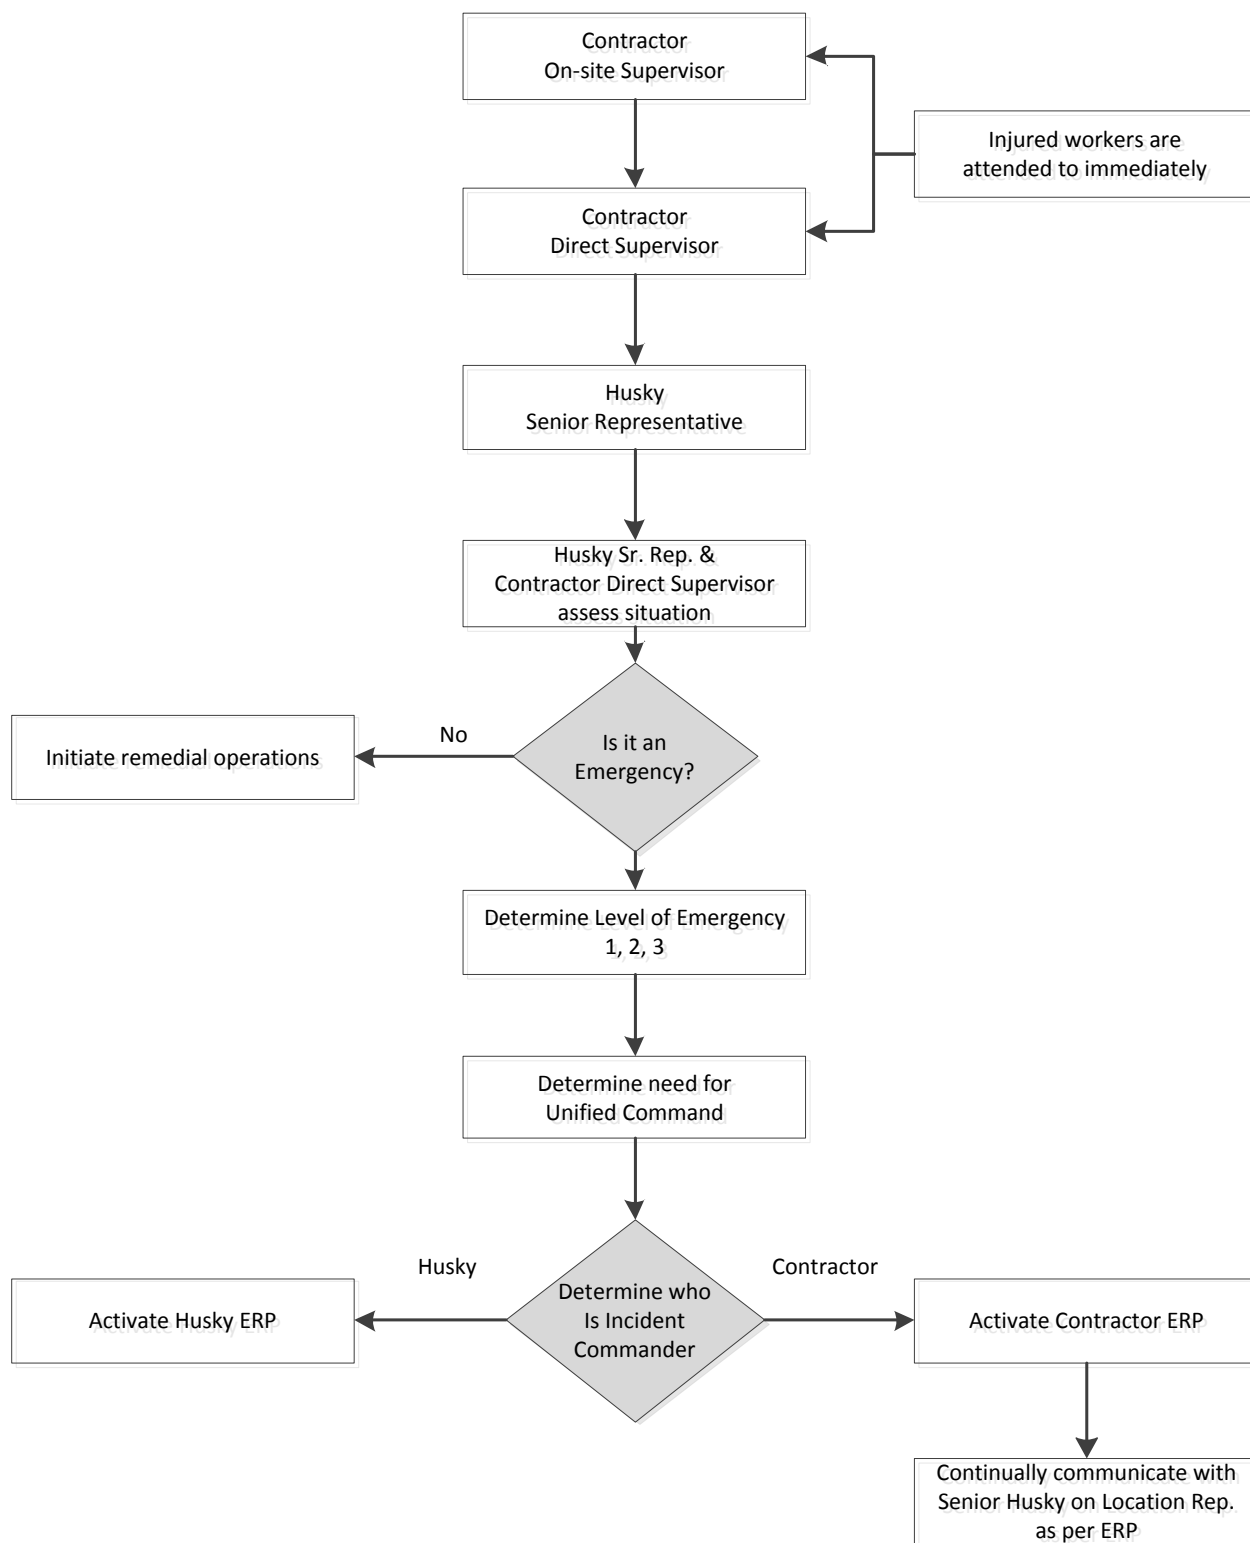 Contractor
On-site Supervisor
Injured workers are
attended to immediately
Contractor
Direct Supervisor
Husky
Senior Representative
Husky Sr. Rep. &
Contractor Direct Supervisor
assess situation
No
Initiate remedial operations
Is it an
Emergency?
Determine Level of Emergency
1, 2, 3
Determine need for
Unified Command
Husky
Contractor
Activate Husky ERP
Determine who
Is Incident
Commander
Activate Contractor ERP
Continually communicate with
Senior Husky on Location Rep.
as per ERP